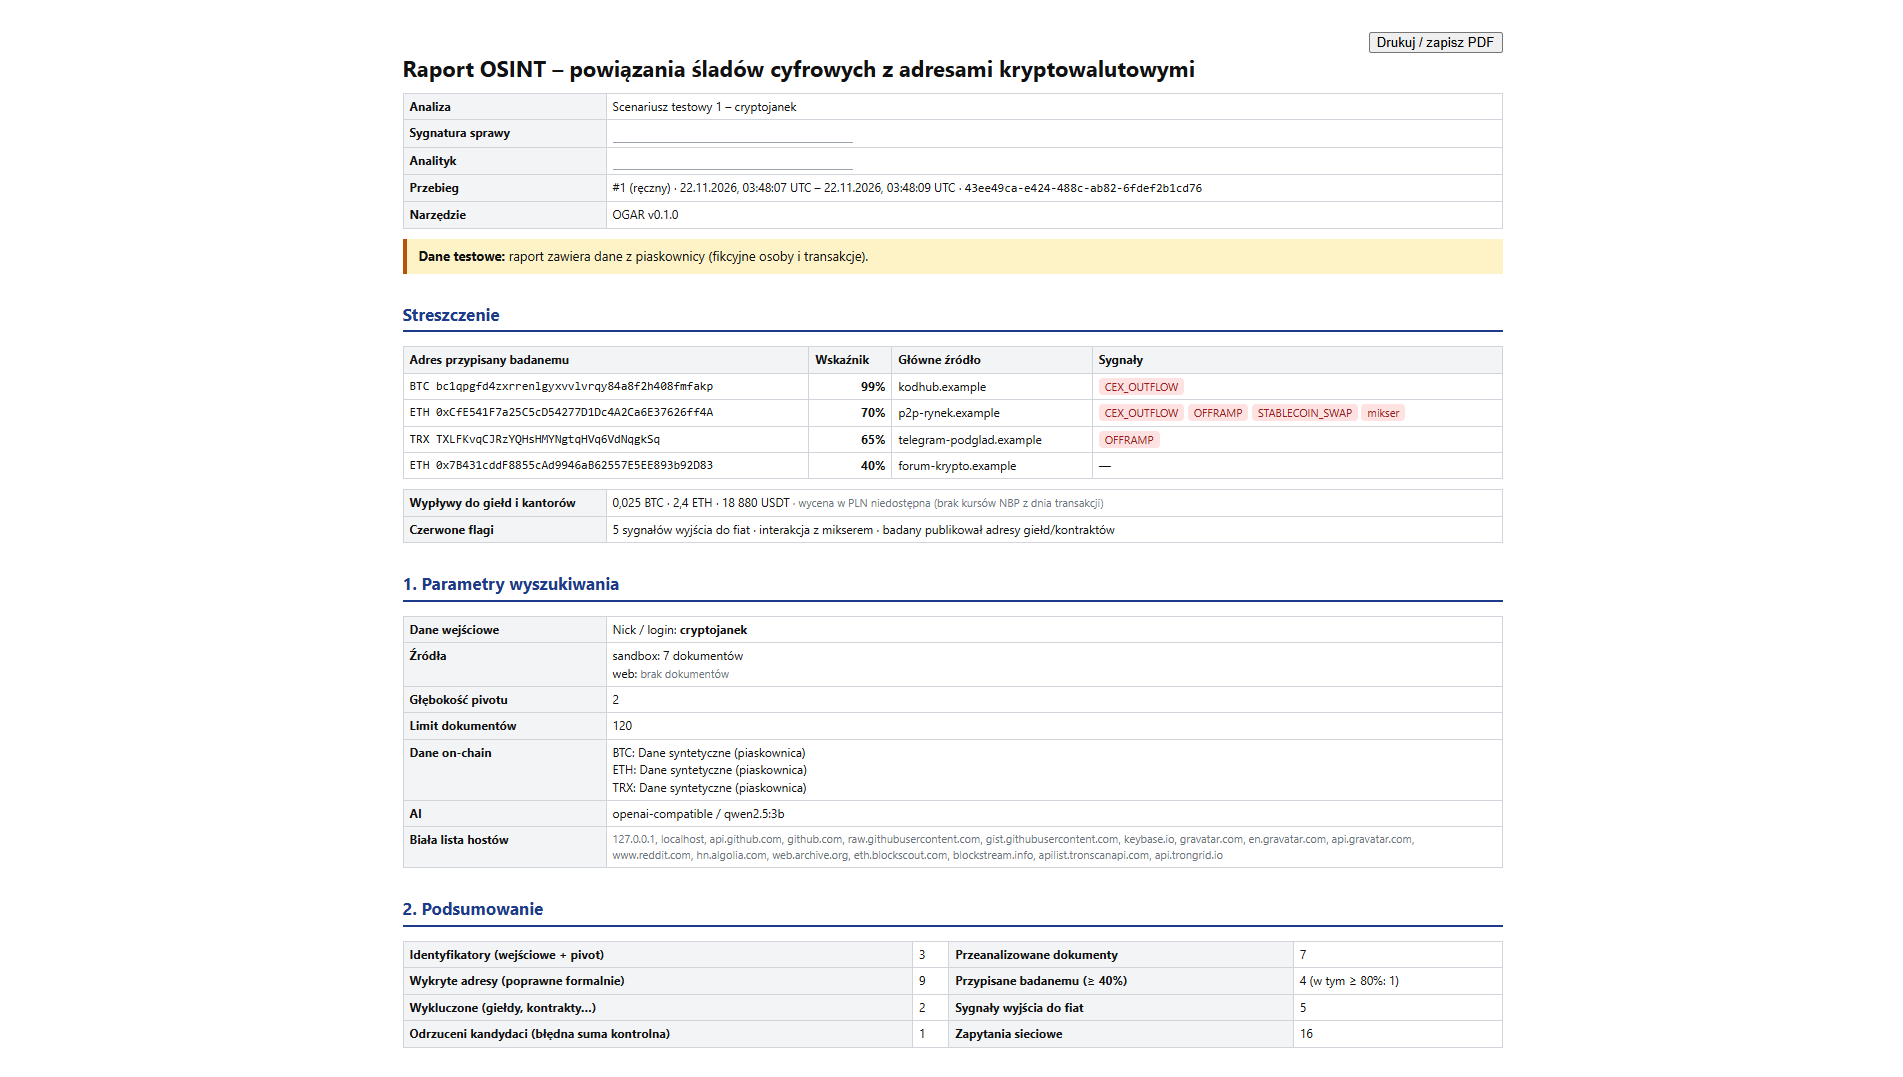 Drukuj / zapisz PDF
Raport OSINT – powiązania śladów cyfrowych z adresami kryptowalutowymi
Analiza Scenariusz testowy 1 – cryptojanek
Sygnatura sprawy
Analityk
Przebieg #1 (ręczny) · 22.11.2026, 03:48:07 UTC – 22.11.2026, 03:48:09 UTC · 43ee49ca-e424-488c-ab82-6fdef2b1cd76
Narzędzie OGAR v0.1.0
Dane testowe: raport zawiera dane z piaskownicy (fikcyjne osoby i transakcje).
Streszczenie
Adres przypisany badanemu Wskaźnik Główne źródło Sygnały
BTC bc1qpgfd4zxrrenlgyxvvlvrqy84a8f2h408fmfakp 99% kodhub.example CEX_OUTFLOW
ETH 0xCfE541F7a25C5cD54277D1Dc4A2Ca6E37626ff4A 70% p2p-rynek.example CEX_OUTFLOW OFFRAMP STABLECOIN_SWAP mikser
TRX TXLFKvqCJRzYQHsHMYNgtqHVq6VdNqgkSq 65% telegram-podglad.example OFFRAMP
ETH 0x7B431cddF8855cAd9946aB62557E5EE893b92D83 40% forum-krypto.example —
Wypływy do giełd i kantorów 0,025 BTC · 2,4 ETH · 18 880 USDT · wycena w PLN niedostępna (brak kursów NBP z dnia transakcji)
Czerwone flagi 5 sygnałów wyjścia do fiat · interakcja z mikserem · badany publikował adresy giełd/kontraktów
1. Parametry wyszukiwania
Dane wejściowe Nick / login: cryptojanek
Źródła sandbox: 7 dokumentów
web: brak dokumentów
Głębokość pivotu 2
Limit dokumentów 120
Dane on-chain BTC: Dane syntetyczne (piaskownica)
ETH: Dane syntetyczne (piaskownica)
TRX: Dane syntetyczne (piaskownica)
AI openai-compatible / qwen2.5:3b
Biała lista hostów 127.0.0.1, localhost, api.github.com, github.com, raw.githubusercontent.com, gist.githubusercontent.com, keybase.io, gravatar.com, en.gravatar.com, api.gravatar.com,
www.reddit.com, hn.algolia.com, web.archive.org, eth.blockscout.com, blockstream.info, apilist.tronscanapi.com, api.trongrid.io
2. Podsumowanie
Identyfikatory (wejściowe + pivot) 3 Przeanalizowane dokumenty 7
Wykryte adresy (poprawne formalnie) 9 Przypisane badanemu (≥ 40%) 4 (w tym ≥ 80%: 1)
Wykluczone (giełdy, kontrakty…) 2 Sygnały wyjścia do fiat 5
Odrzuceni kandydaci (błędna suma kontrolna) 1 Zapytania sieciowe 16